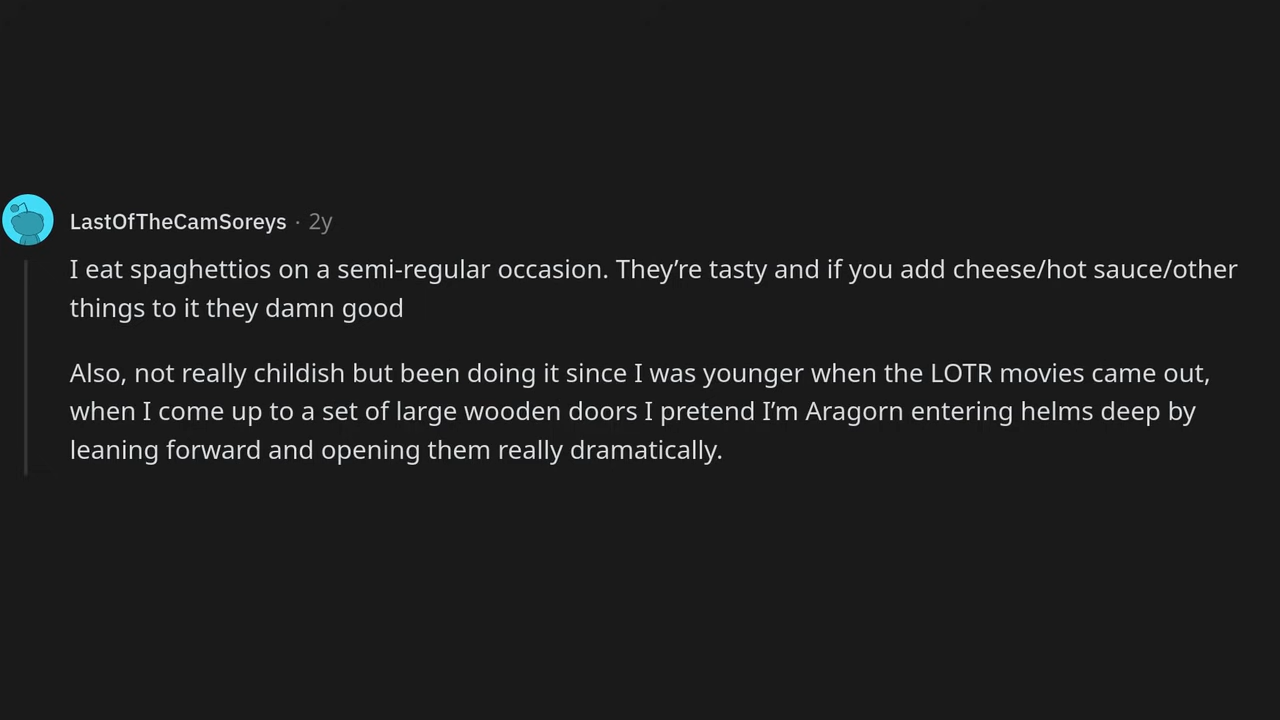 LastOfTheCamSoreys · 2y
I eat spaghettios on a semi-regular occasion. They’re tasty and if you add cheese/hot sauce/other
things to it they damn good
Also, not really childish but been doing it since I was younger when the LOTR movies came out,
when I come up to a set of large wooden doors I pretend I’m Aragorn entering helms deep by
leaning forward and opening them really dramatically.